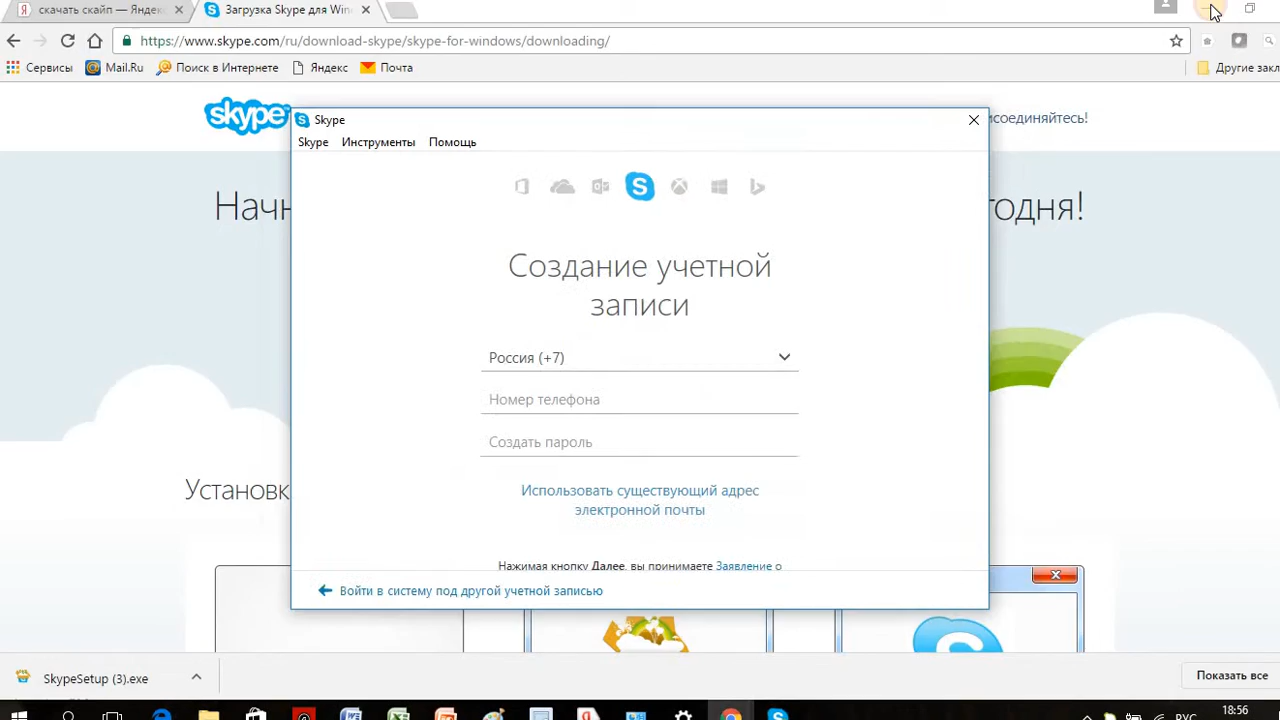 скачать скайп — Яндек
Загрузка Skype для Win
https://www.skype.com/ru/download-skype/skype-for-windows/downloading/
Сервисы
Mail.Ru
Поиск в Интернете
Яндекс
Почта
Другие закл
skype
исоединяйтесь!
Skype
Skype Инструменты Помощь
Начн
годня!
Создание учетной
записи
Россия (+7)
Номер телефона
Создать пароль
Использовать существующий адрес
электронной почты
Установк
Нажимая кнопку Далее, вы принимаете Заявление о
Войти в систему под другой учетной записью
SkypeSetup (3).exe
Показать все
РУС
18:56